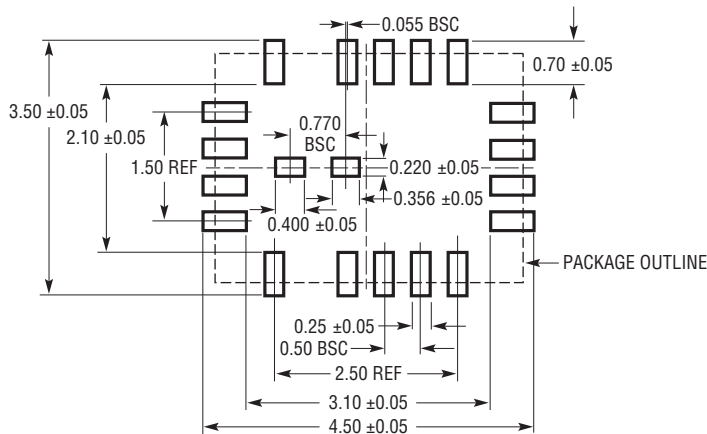 0.055 BSC
0.70 ±0.05
3.50 ±0.05
2.10 ±0.05
0.770
BSC
1.50 REF
0.220 ±0.05
0.356 ±0.05
0.400 ±0.05
PACKAGE OUTLINE
0.25 ±0.05
0.50 BSC
2.50 REF
3.10 ±0.05
4.50 ±0.05